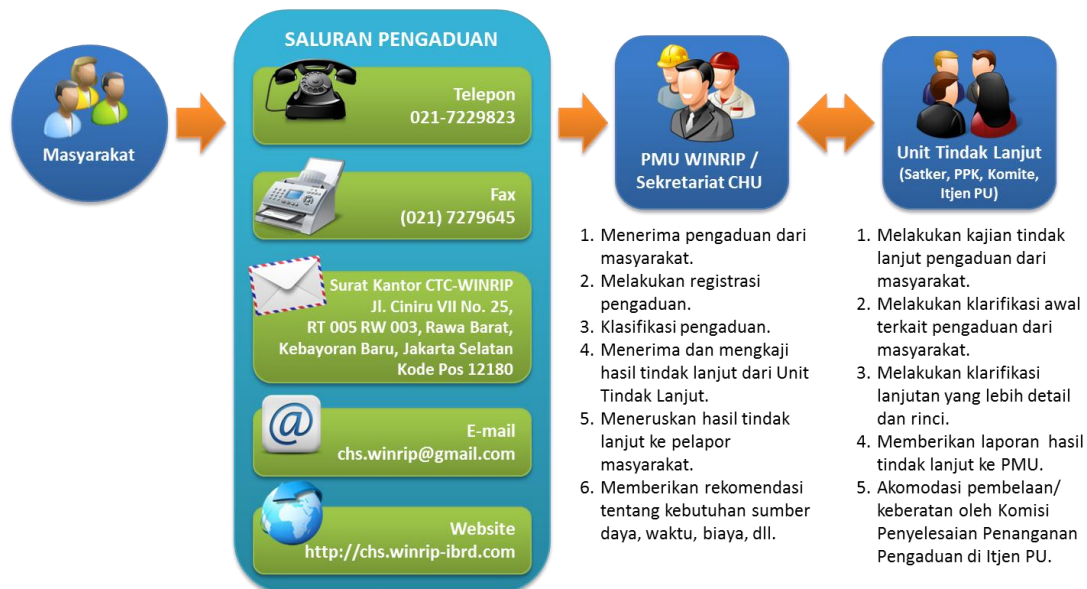 Masyarakat
SALURAN PENGADUAN
Telepon
021-7229823
Fax
(021) 7279645
Surat Kantor CTC-WINRIP
Jl. Ciniru VII No. 25,
RT 005 RW 003, Rawa Barat,
Kebayoran Baru, Jakarta Selatan
Kode Pos 12180
@
E-mail
chs.winrip@gmail.com
Website
http://chs.winrip-ibrd.com
PMU WINRIP /
Sekretariat CHU
1. Menerima pengaduan dari
masyarakat.
2. Melakukan registrasi
pengaduan.
3. Klasifikasi pengaduan.
4. Menerima dan mengkaji
hasil tindak lanjut dari Unit
Tindak Lanjut.
5. Meneruskan hasil tindak
lanjut ke pelapor
masyarakat.
6. Memberikan rekomendasi
tentang kebutuhan sumber
daya, waktu, biaya, dll.
Unit Tindak Lanjut
(Satker, PPK, Komite,
Itjen PU)
1. Melakukan kajian tindak
lanjut pengaduan dari
masyarakat.
2. Melakukan klarifikasi awal
terkait pengaduan dari
masyarakat.
3. Melakukan klarifikasi
lanjutan yang lebih detail
dan rinci.
4. Memberikan laporan hasil
tindak lanjut ke PMU.
5. Akomodasi pembelaan/
keberatan oleh Komisi
Penyelesaian Penanganan
Pengaduan di Itjen PU.